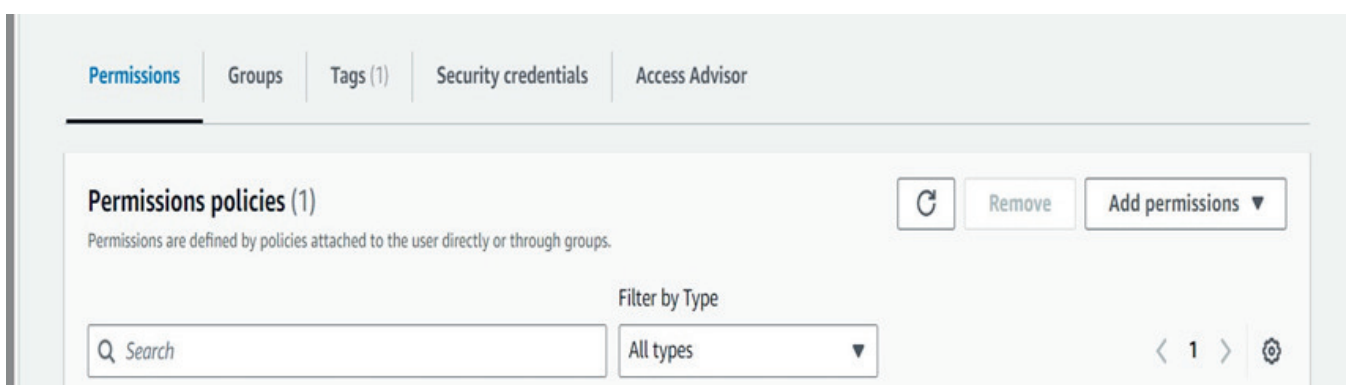 Permissions Groups Tags (1) Security credentials Access Advisor
Permissions policies (1) Remove Add permissions
Permissions are defined by policies attached to the user directly or through groups.
Filter by Type
Search All types 1